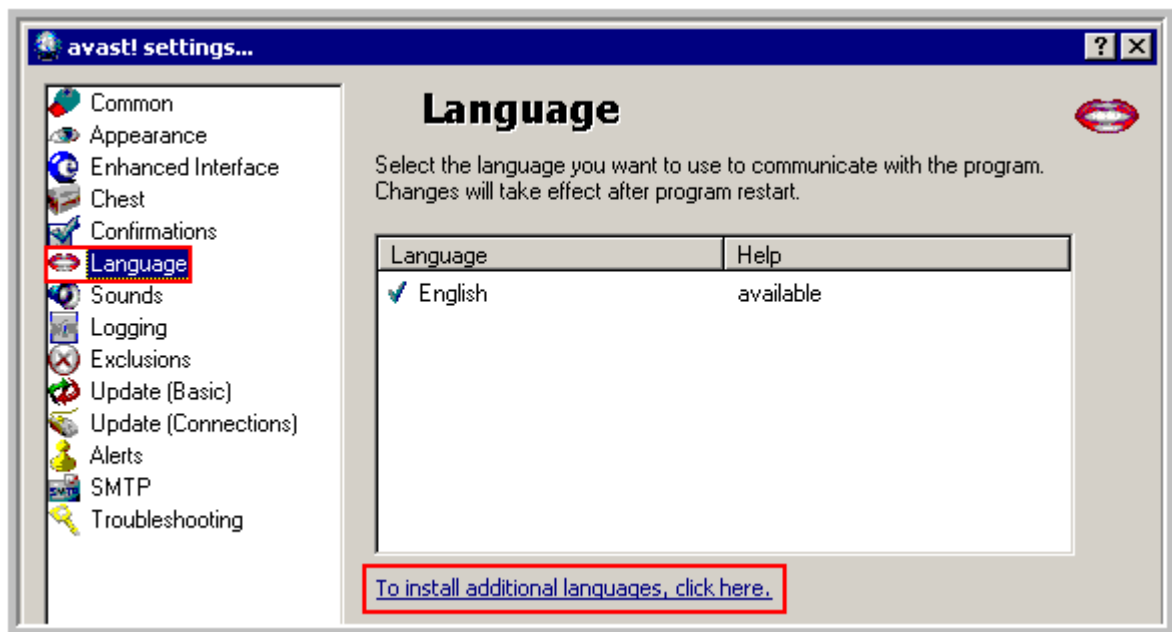 avast! settings...
Common
Appearance
Enhanced Interface
Chest
Confirmations
Language
Sounds
Logging
Exclusions
Update (Basic)
Update (Connections)
Alerts
SMTP
Troubleshooting
Language
Select the language you want to use to communicate with the program.
Changes will take effect after program restart.
Language Help
English available
To install additional languages, click here.